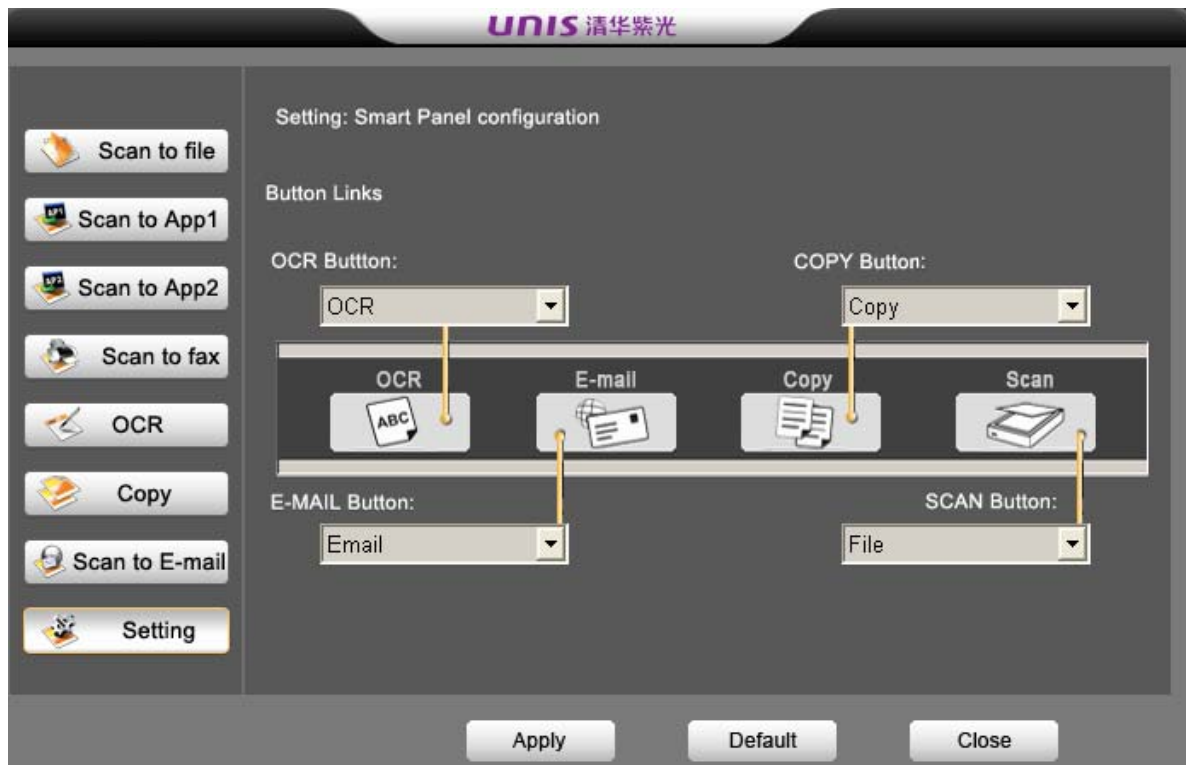 UNIS 清华紫光
Setting: Smart Panel configuration
Scan to file
Scan to App1
Scan to App2
Scan to fax
OCR
Copy
Scan to E-mail
Setting
Button Links
OCR Buttton:
OCR
COPY Button:
Copy
OCR
E-mail
Copy
Scan
ABC
E-MAIL Button:
Email
SCAN Button:
File
Apply
Default
Close